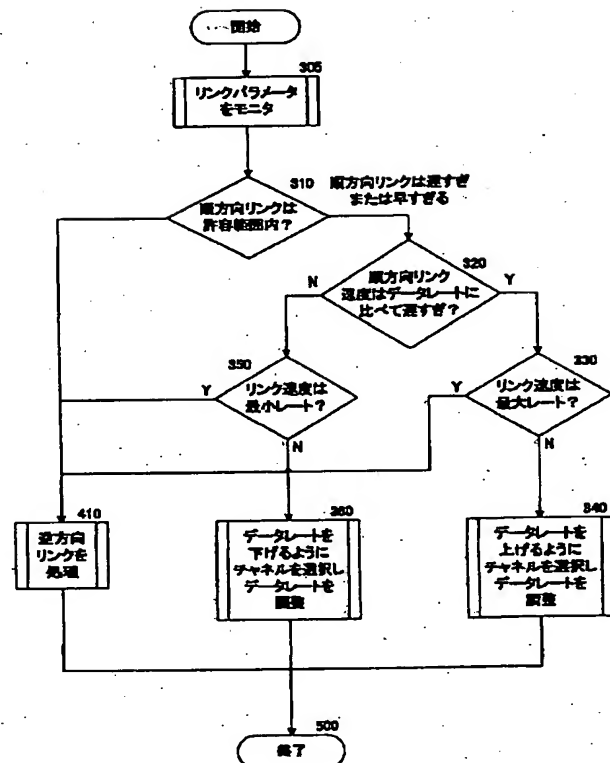 開始
305
リンクパラメータ
をモニタ
310
順方向リンクは遅すぎ
または早すぎる
順方向リンクは
許容範囲内?
320
N
順方向リンク
速度はデータレートに
比べて遅すぎ?
Y
350
Y
リンク速度は
最小レート?
N
330
Y
リンク速度は
最大レート?
N
410
逆方向
リンクを
処理
360
データレートを
下げるように
チャネルを選択し
データレートを
調整
340
データレートを
上げるように
チャネルを選択し
データレートを
調整
500
終了